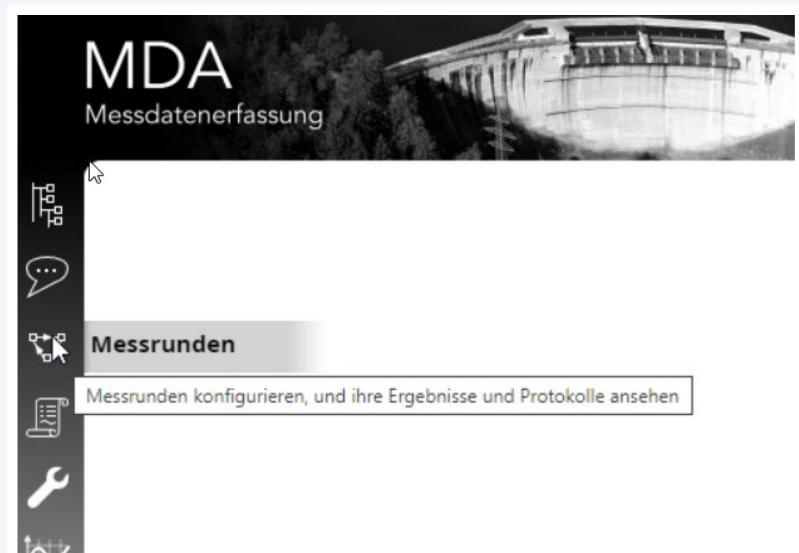 MDA
Messdatenerfassung
Messrunden
Messrunden konfigurieren, und ihre Ergebnisse und Protokolle ansehen